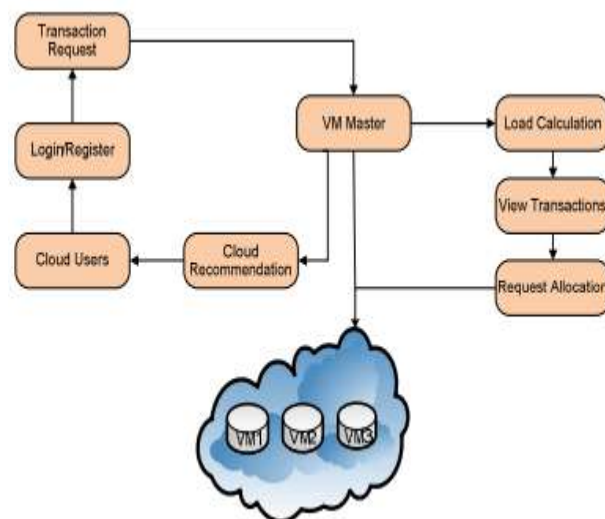 Transaction
Request
VM Master
Load Calculation
Login/Register
View Transactions
Cloud Users
Cloud
Recommendation
Request Allocation
VM1
VM2
VM3